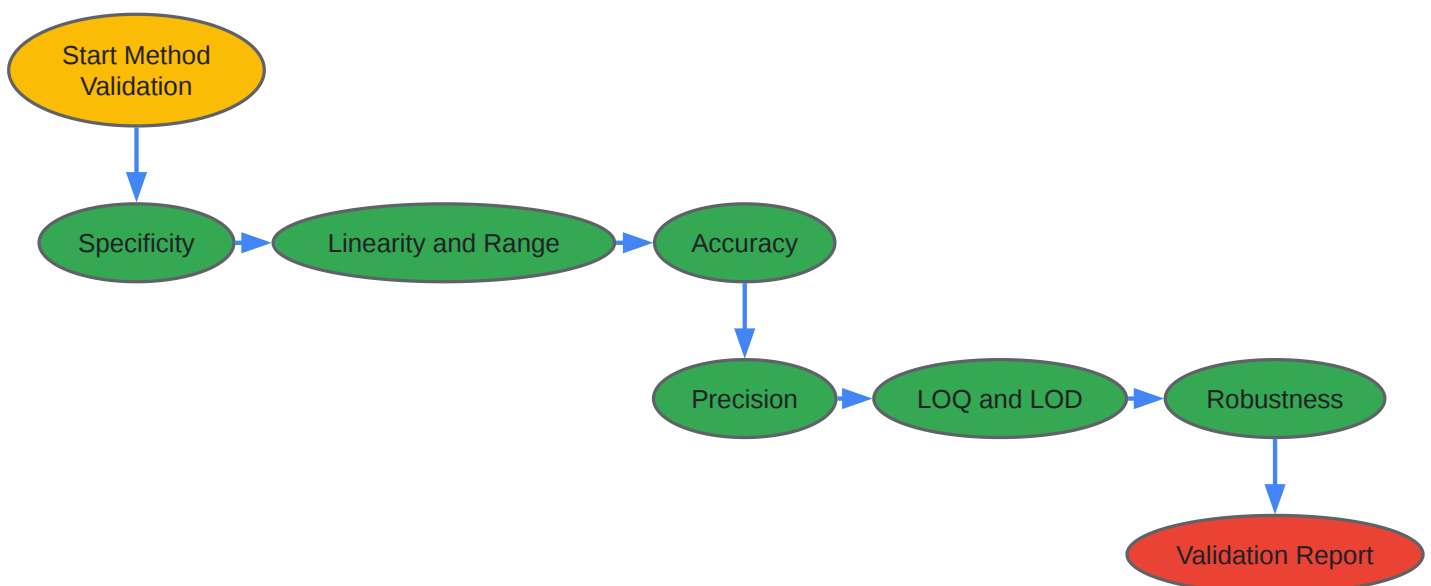 Start Method
Validation
Specificity
Linearity and Range
Accuracy
Precision
LOQ and LOD
Robustness
Validation Report